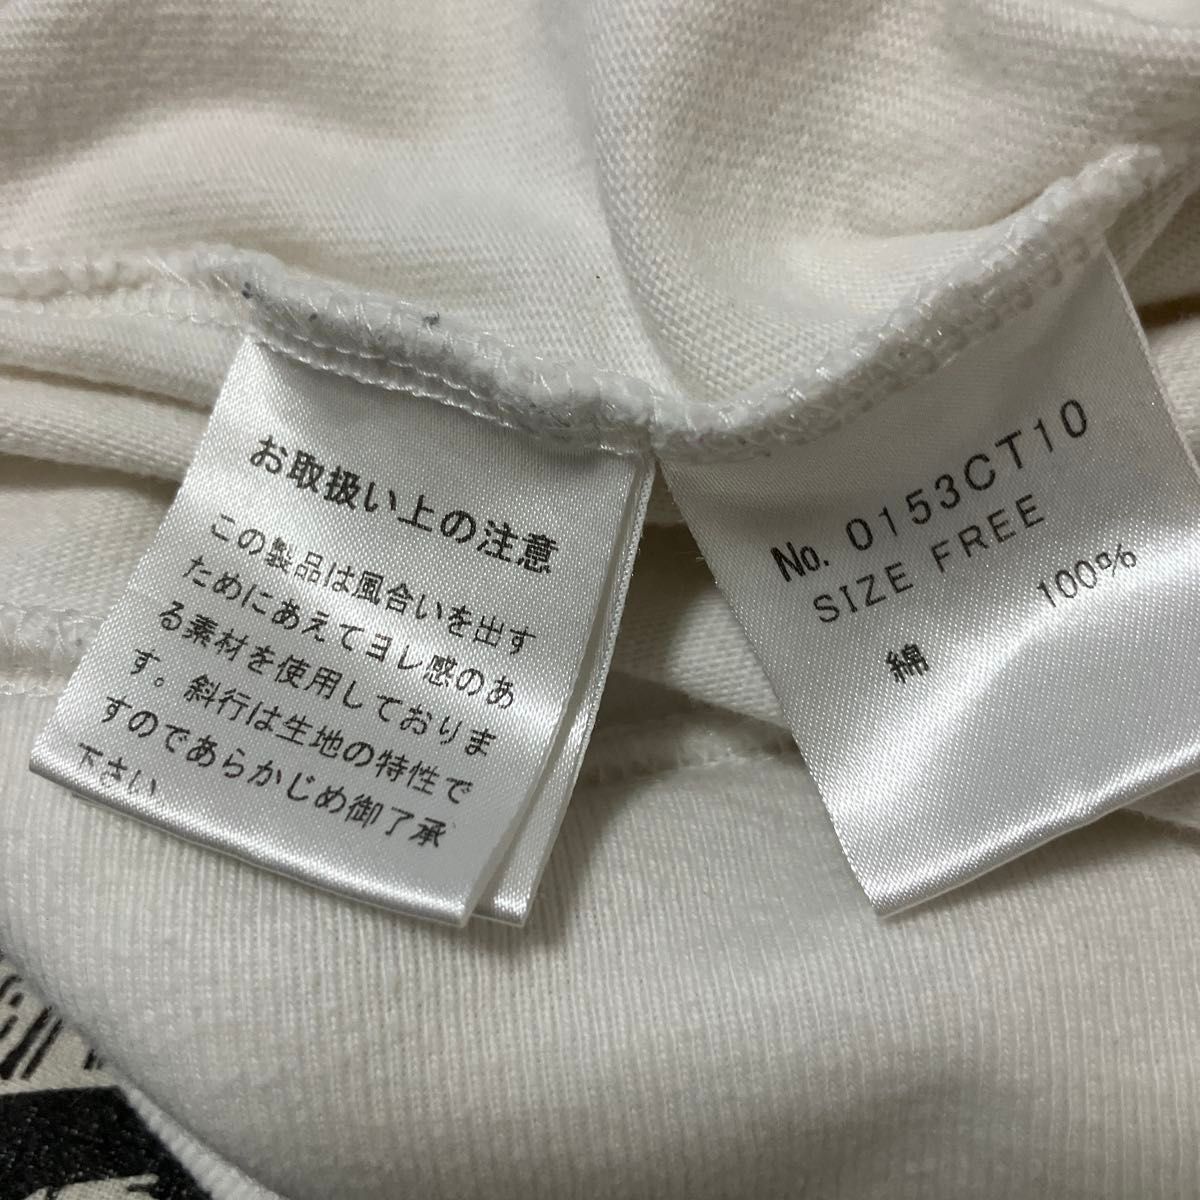 お取扱い上の注意
この製品は風合いを出す
ためにあえてヨレ感のあ
る素材を使用しておりま
す。斜行は生地の特性で
すのであらかじめ御了承
下さい
No. 0153CT10
SIZE FREE
綿 100%